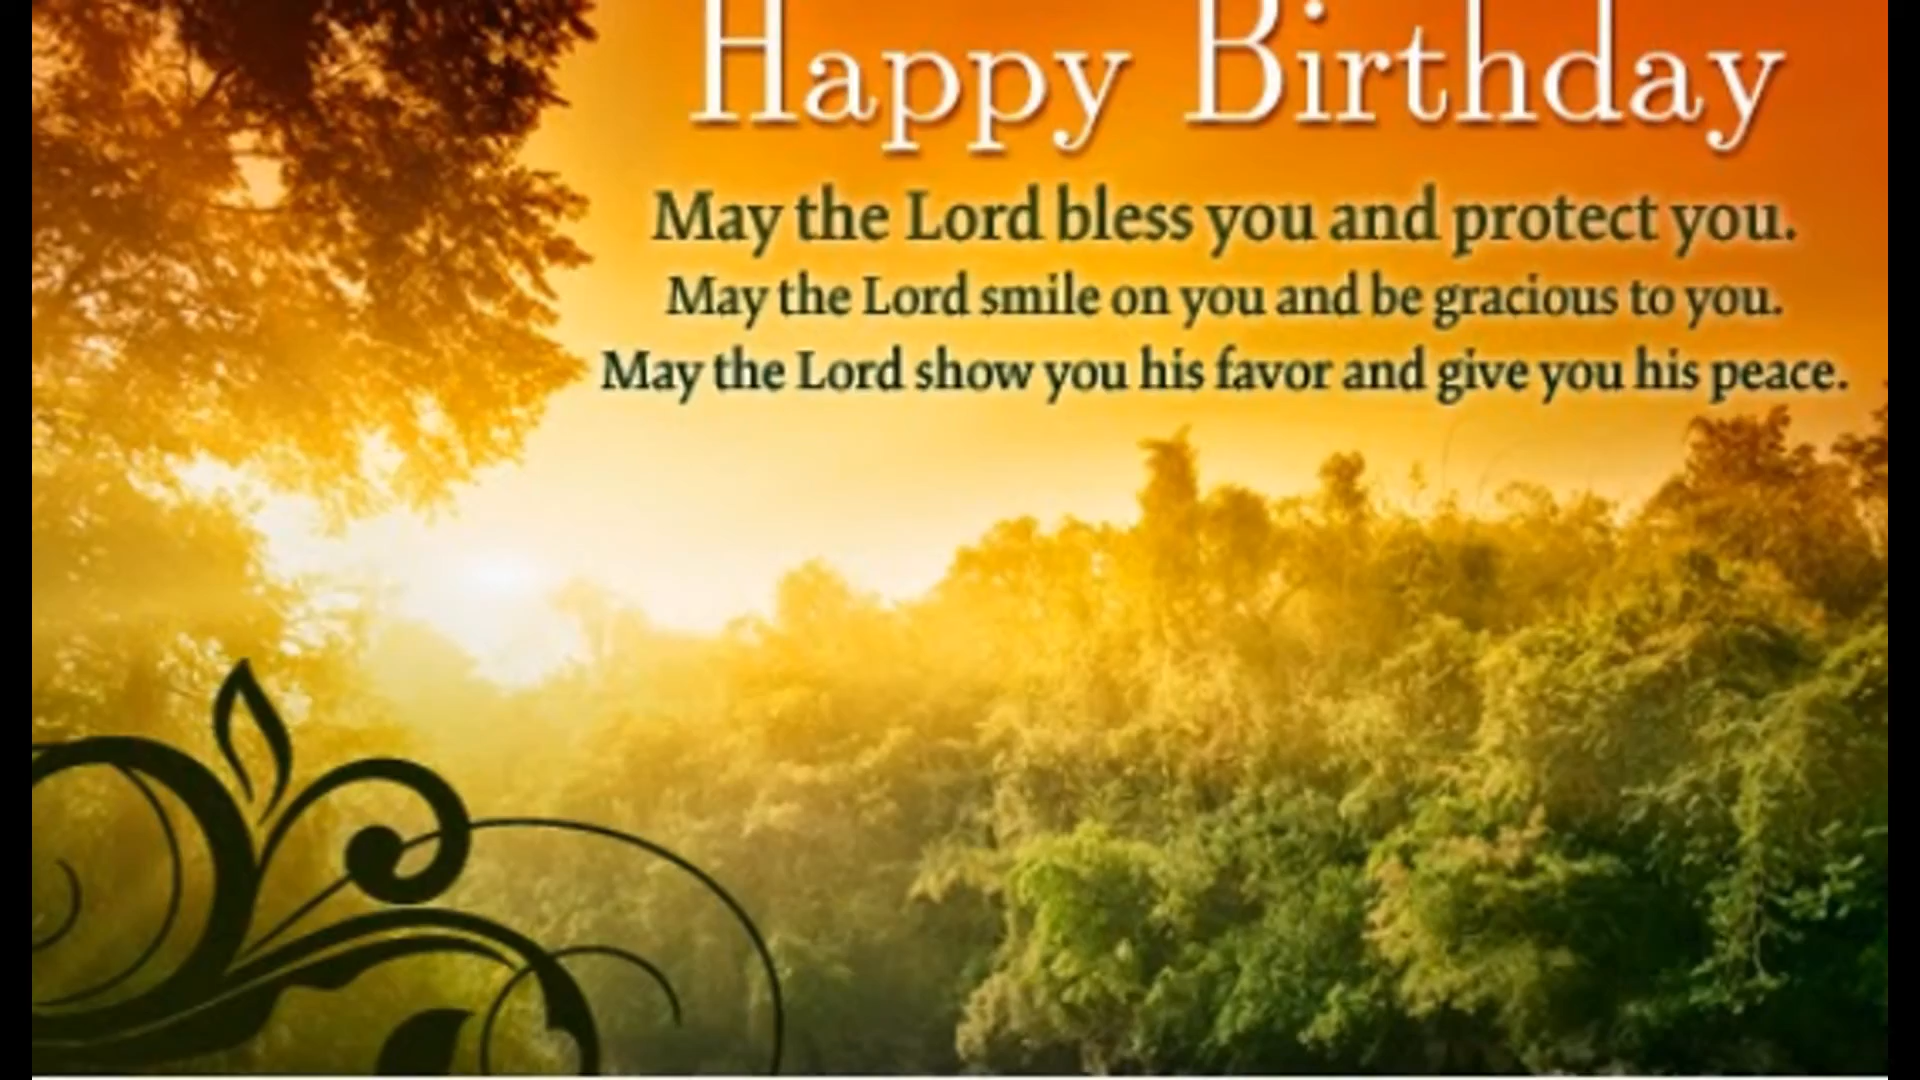 Happy Birthday
May the Lord bless you and protect you.
May the Lord smile on you and be gracious to you.
May the Lord show you his favor and give you his peace.